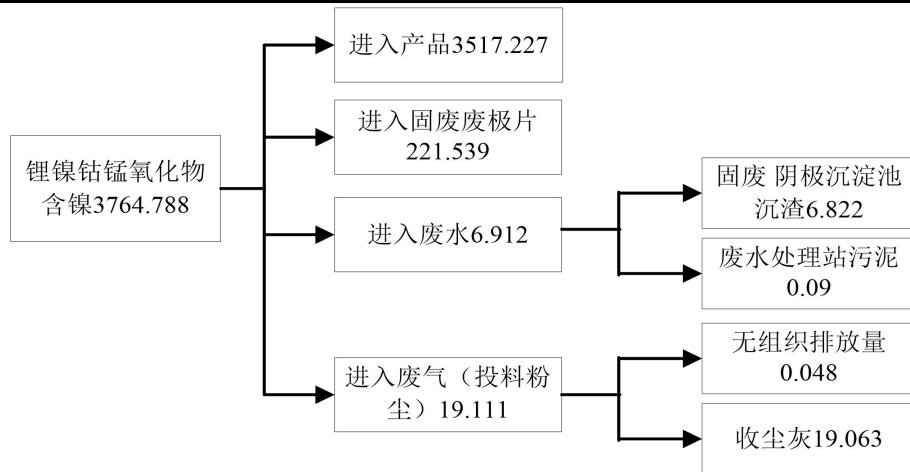 进入产品3517.227
进入固废废极片
221.539
锂镍钴锰氧化物
含镍3764.788
进入废水6.912
固废 阴极沉淀池
沉渣6.822
废水处理站污泥
0.09
进入废气（投料粉
尘）19.111
无组织排放量
0.048
收尘灰19.063